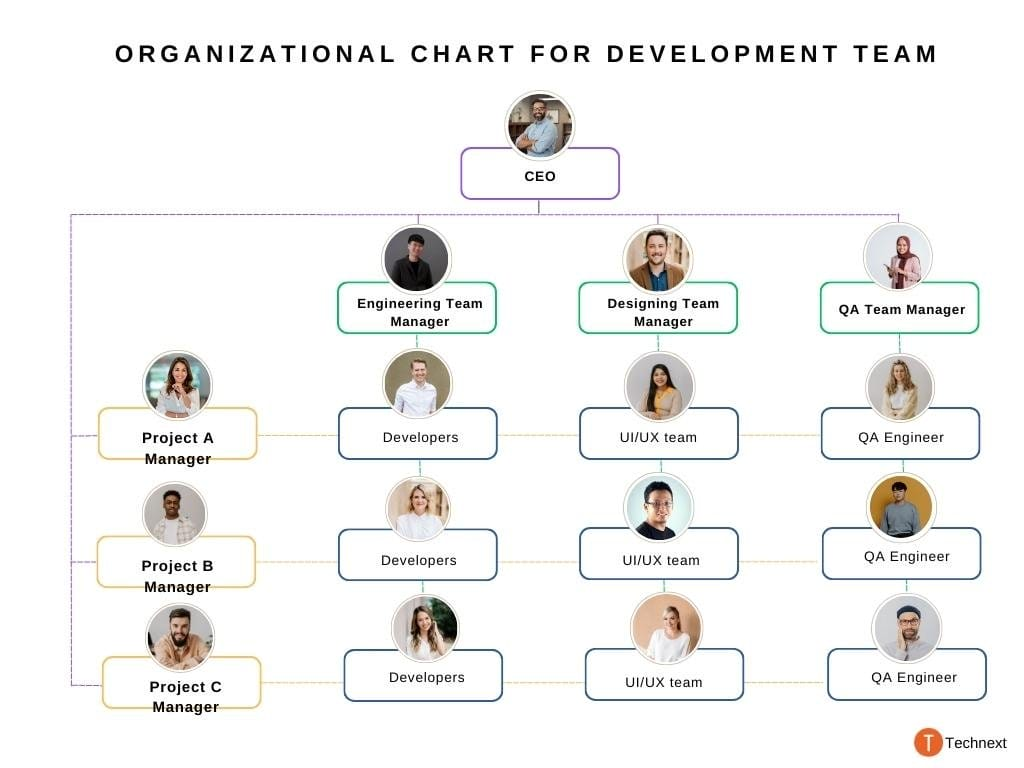 ORGANIZATIONAL CHART FOR DEVELOPMENT TEAM
CEO
Engineering Team
Manager
Designing Team
Manager
QA Team Manager
Project A
Manager
Developers
UI/UX team
QA Engineer
Project B
Manager
Developers
UI/UX team
QA Engineer
Project C
Manager
Developers
UI/UX team
QA Engineer
T Technext